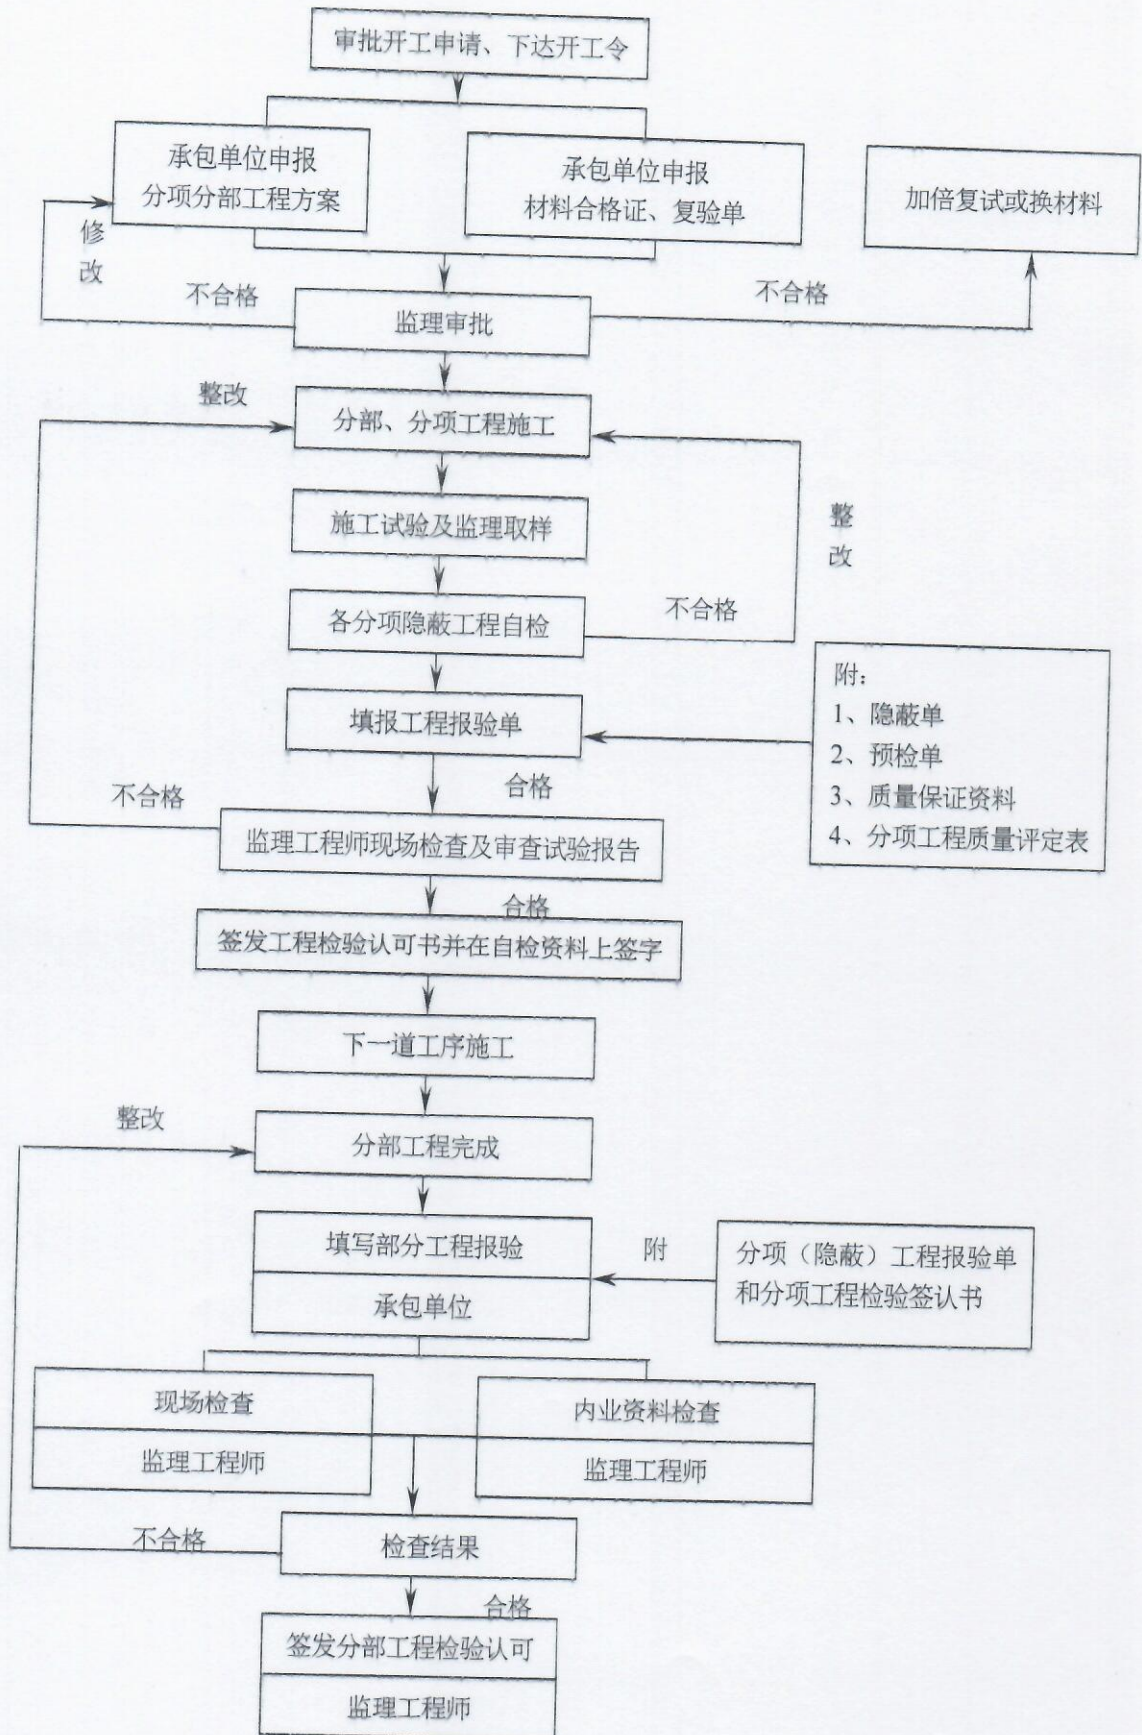 审批开工申请、下达开工令
承包单位申报
分项分部工程方案
承包单位申报
材料合格证、复验单
加倍复试或换材料
修
改
不合格
不合格
监理审批
整改
分部、分项工程施工
施工试验及监理取样
整
改
各分项隐蔽工程自检
不合格
填报工程报验单
附：
1、隐蔽单
2、预检单
3、质量保证资料
4、分项工程质量评定表
合格
不合格
监理工程师现场检查及审查试验报告
合格
签发工程检验认可书并在自检资料上签字
下一道工序施工
整改
分部工程完成
填写部分工程报验
承包单位
附
分项（隐蔽）工程报验单
和分项工程检验签认书
现场检查
监理工程师
内业资料检查
监理工程师
不合格
检查结果
合格
签发分部工程检验认可
监理工程师